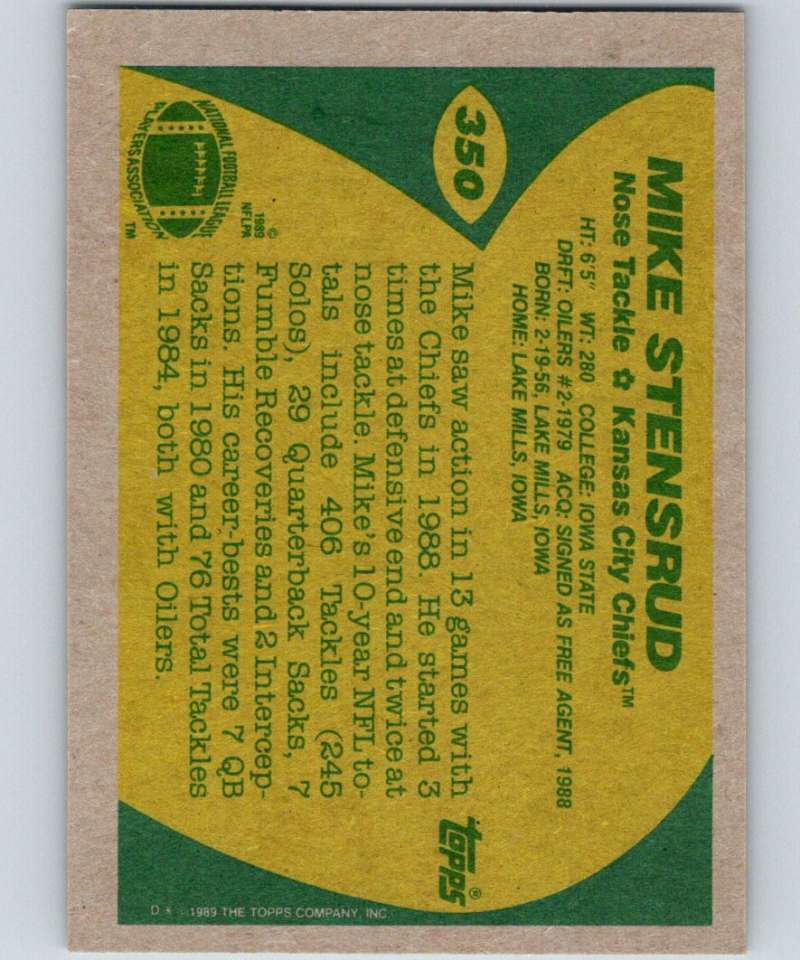 350
MIKE STENSRUD
Nose Tackle ✿ Kansas City Chiefs™
HT: 6'5" WT: 280 COLLEGE: IOWA STATE
DRFT: OILERS #2-1979 ACQ: SIGNED AS FREE AGENT, 1988
BORN: 2-19-56, LAKE MILLS, IOWA
HOME: LAKE MILLS, IOWA
Mike saw action in 13 games with
the Chiefs in 1988. He started 3
times at defensive end and twice at
nose tackle. Mike's 10-year NFL to-
tals include 406 Tackles (245
Solos), 29 Quarterback Sacks, 7
Fumble Recoveries and 2 Intercep-
tions. His career-bests were 7 QB
Sacks in 1980 and 76 Total Tackles
in 1984, both with Oilers.
NATIONAL FOOTBALL LEAGUE
PLAYERS ASSOCIATION
™
©
1989
NFLPA
topps®
D * © 1989 THE TOPPS COMPANY, INC.